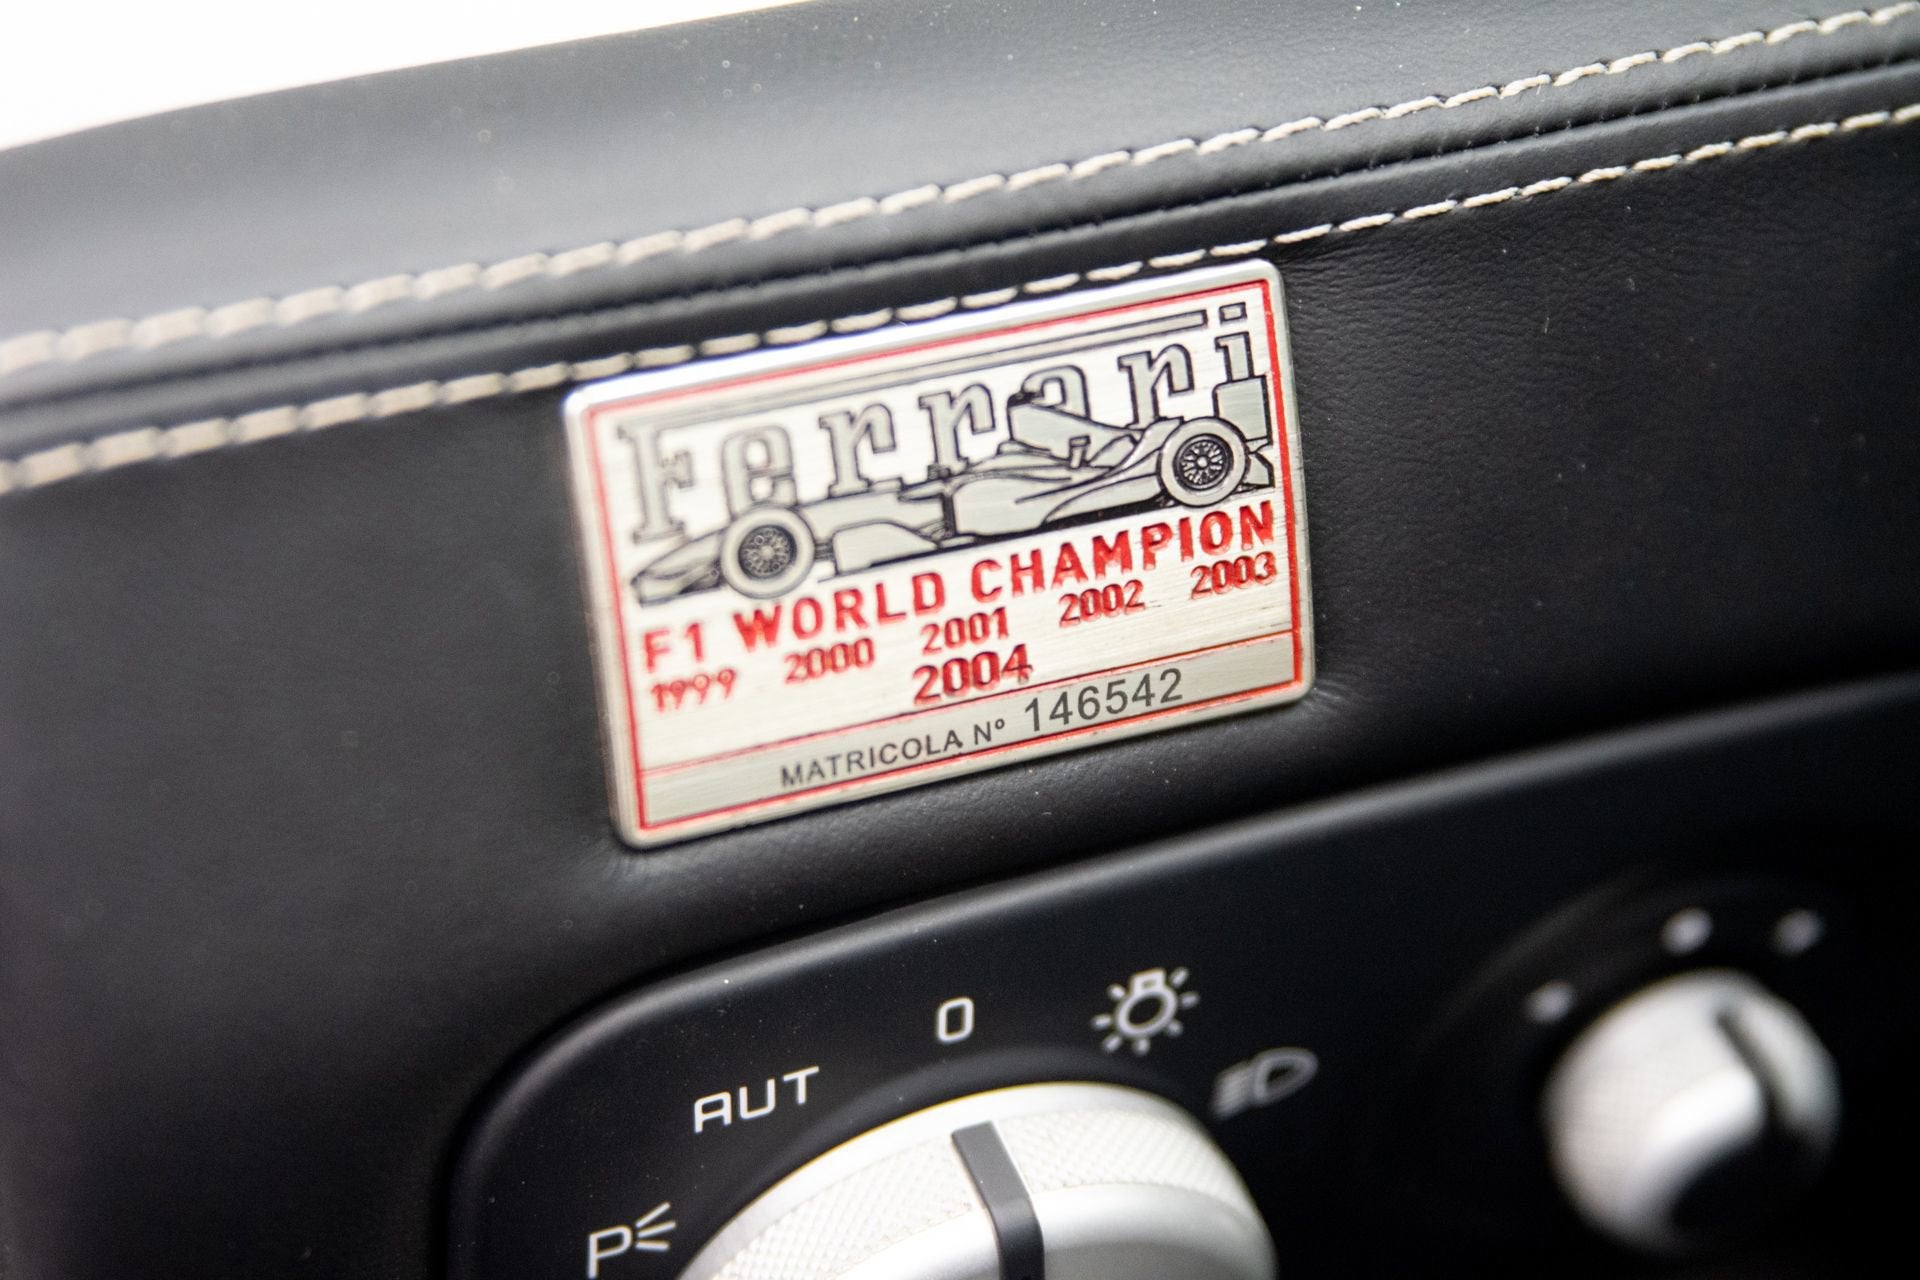 Ferrari
F1 WORLD CHAMPION
1999 2000 2001 2002 2003
2004
MATRICOLA Nº 146542
0
AUT
P